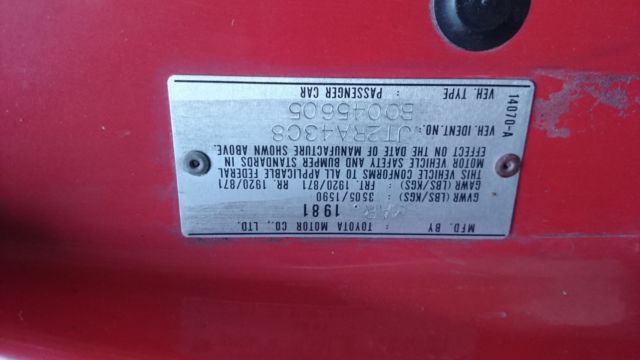 MFD. BY TOYOTA MOTOR CO., LTD.
1981
GVWR (LBS/KGS) : 3505/1590
GAWR (LBS/KGS) : FRT. 1920/871 RR. 1920/871
THIS VEHICLE CONFORMS TO ALL APPLICABLE FEDERAL
MOTOR VEHICLE SAFETY AND BUMPER STANDARDS IN
EFFECT ON THE DATE OF MANUFACTURE SHOWN ABOVE.
VEH. IDENT.NO.: JT2RA43C8
B0045605
VEH. TYPE : PASSENGER CAR
14070-A